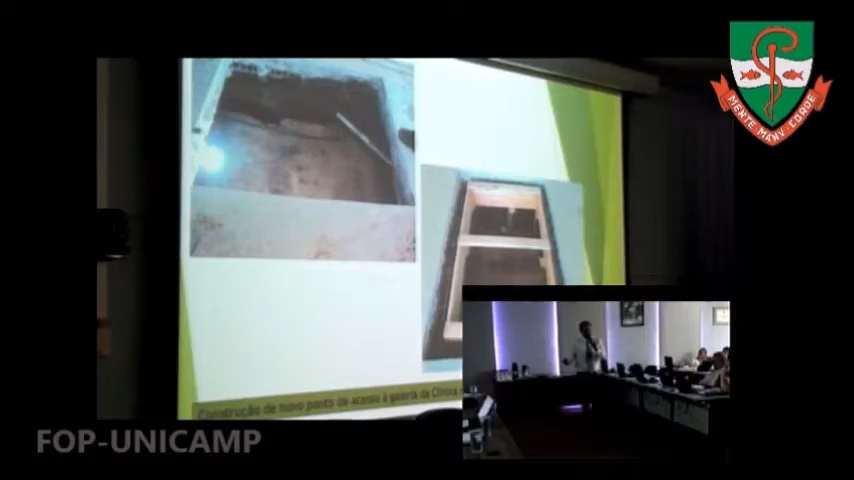 MENTE MANV CORDE
Construção de novo ponto de acesso à galeria da Clínica
FOP-UNICAMP